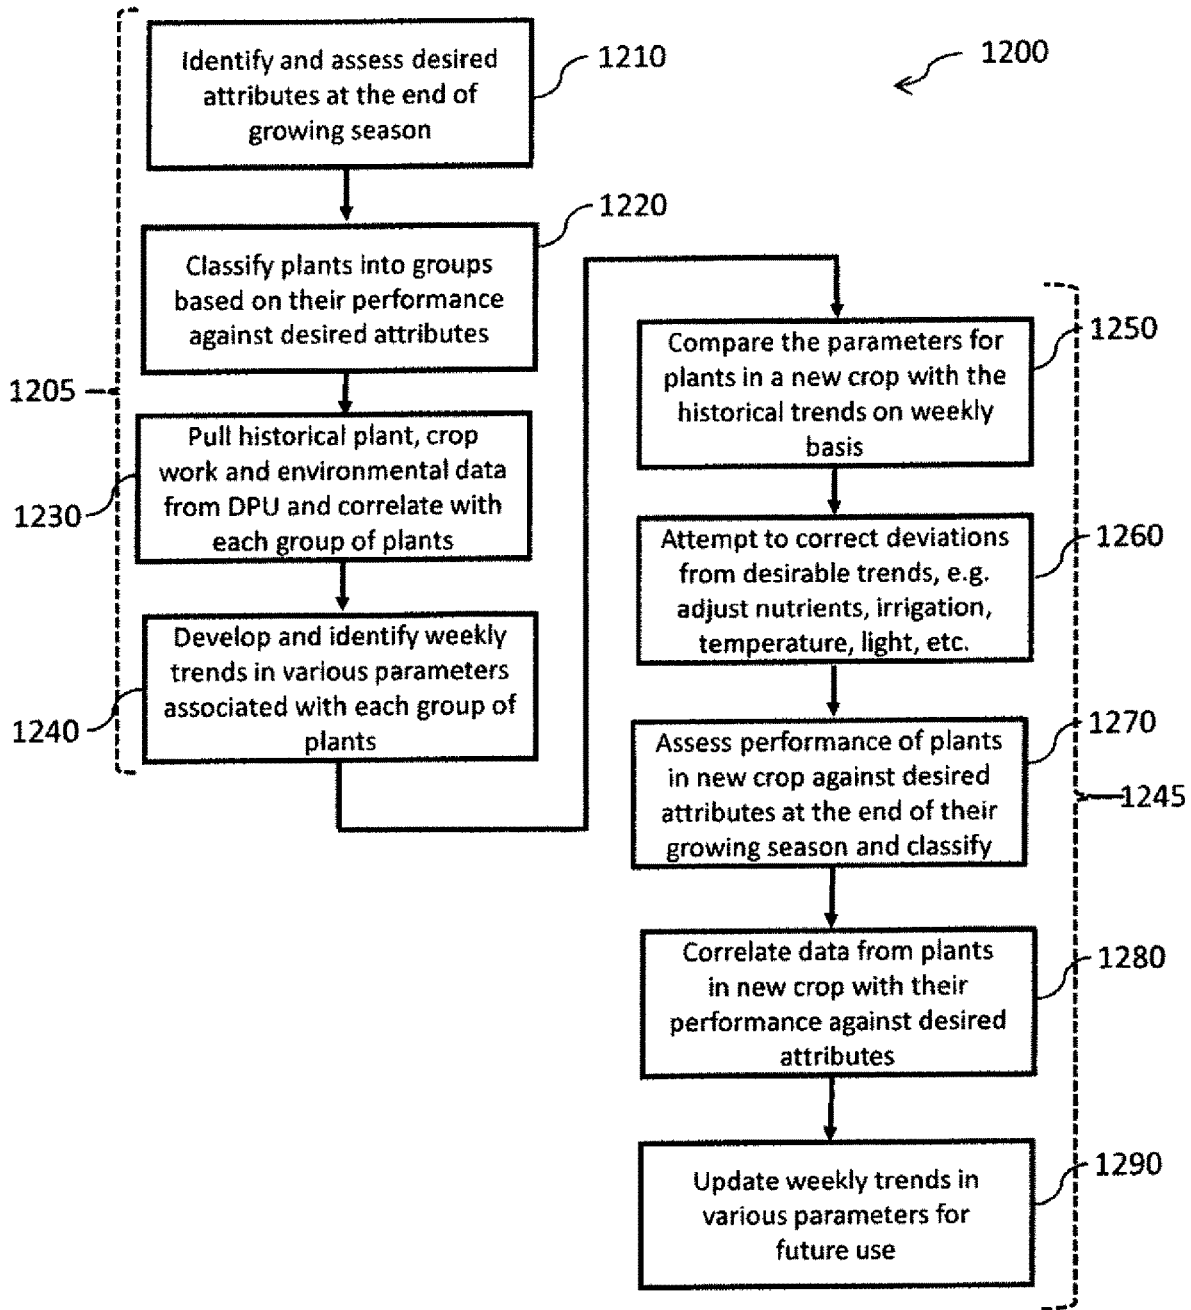 1200
1205
Identify and assess desired
attributes at the end of
growing season
1210
Classify plants into groups
based on their performance
against desired attributes
1220
Pull historical plant, crop
work and environmental data
from DPU and correlate with
each group of plants
1230
Develop and identify weekly
trends in various parameters
associated with each group of
plants
1240
1245
Compare the parameters for
plants in a new crop with the
historical trends on weekly
basis
1250
Attempt to correct deviations
from desirable trends, e.g.
adjust nutrients, irrigation,
temperature, light, etc.
1260
Assess performance of plants
in new crop against desired
attributes at the end of their
growing season and classify
1270
Correlate data from plants
in new crop with their
performance against desired
attributes
1280
Update weekly trends in
various parameters for
future use
1290